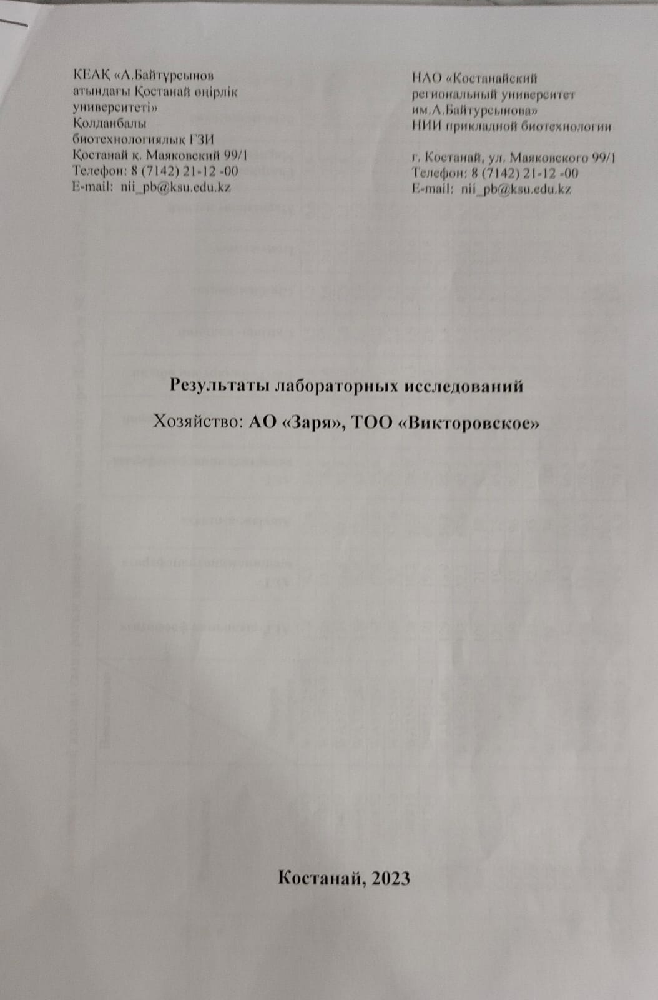 КЕАҚ «А.Байтұрсынов
атындағы Қостанай өңірлік
университеті»
Қолданбалы
биотехнологиялық ҒЗИ
Қостанай қ. Маяковский 99/1
Телефон: 8 (7142) 21-12 -00
E-mail: nii_pb@ksu.edu.kz
НАО «Костанайский
региональный университет
им.А.Байтурсынова»
НИИ прикладной биотехнологии
г. Костанай, ул. Маяковского 99/1
Телефон: 8 (7142) 21-12 -00
E-mail: nii_pb@ksu.edu.kz
Результаты лабораторных исследований
Хозяйство: АО «Заря», ТОО «Викторовское»
Костанай, 2023